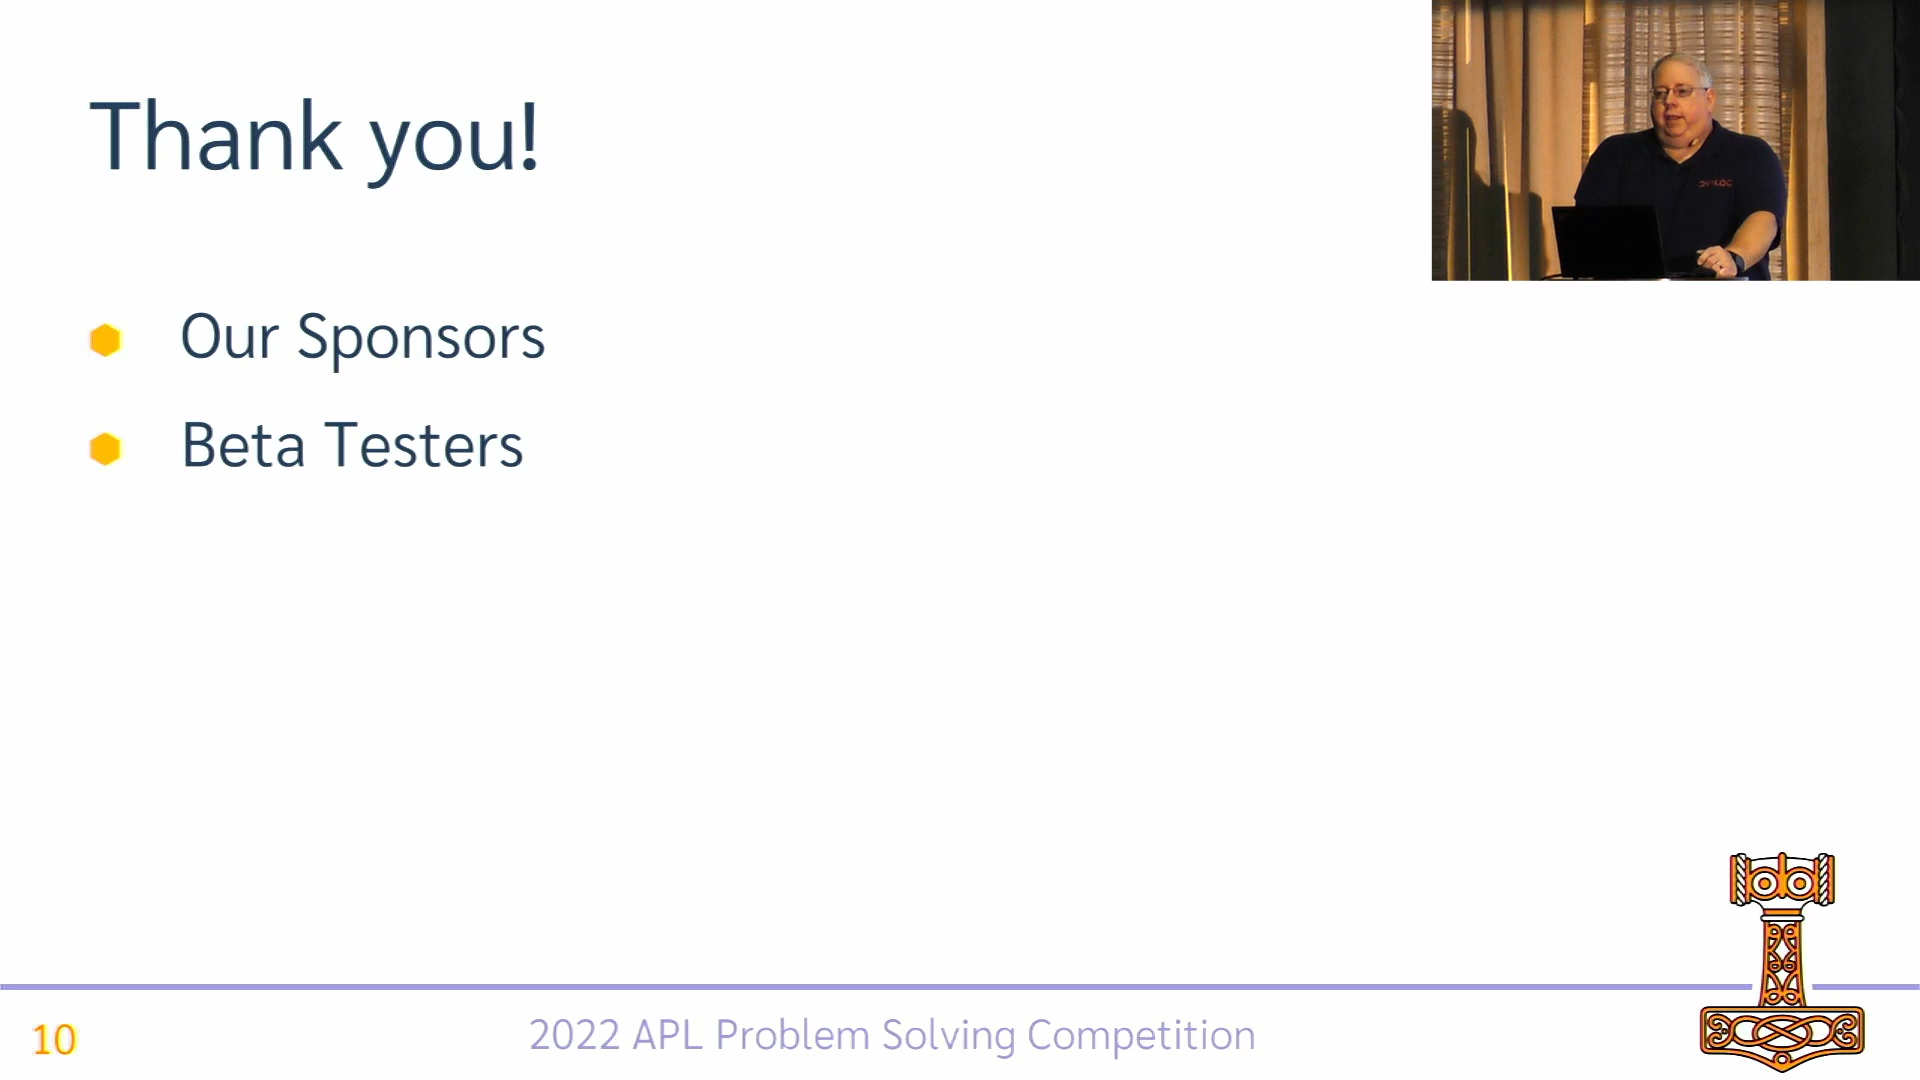 Thank you!
Our Sponsors
Beta Testers
10
2022 APL Problem Solving Competition